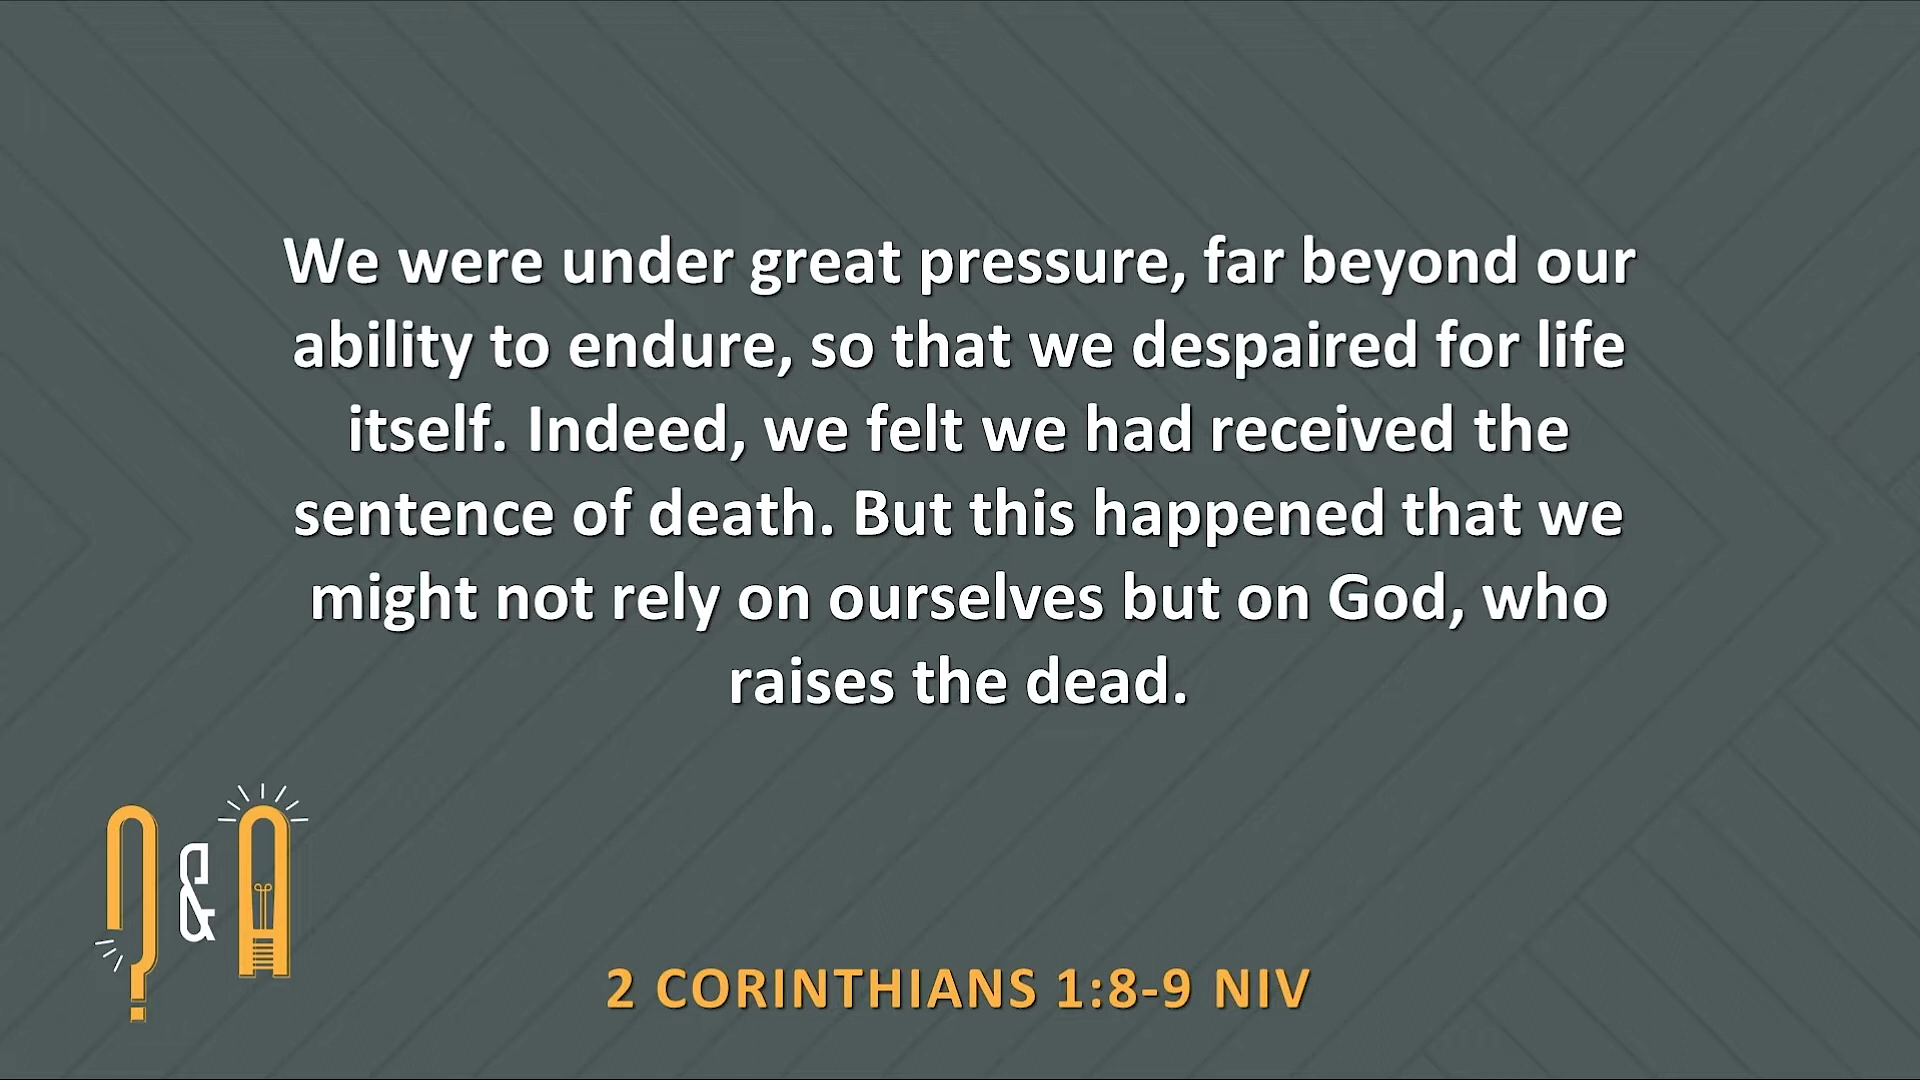 We were under great pressure, far beyond our
ability to endure, so that we despaired for life
itself. Indeed, we felt we had received the
sentence of death. But this happened that we
might not rely on ourselves but on God, who
raises the dead.
? & A
2 CORINTHIANS 1:8-9 NIV